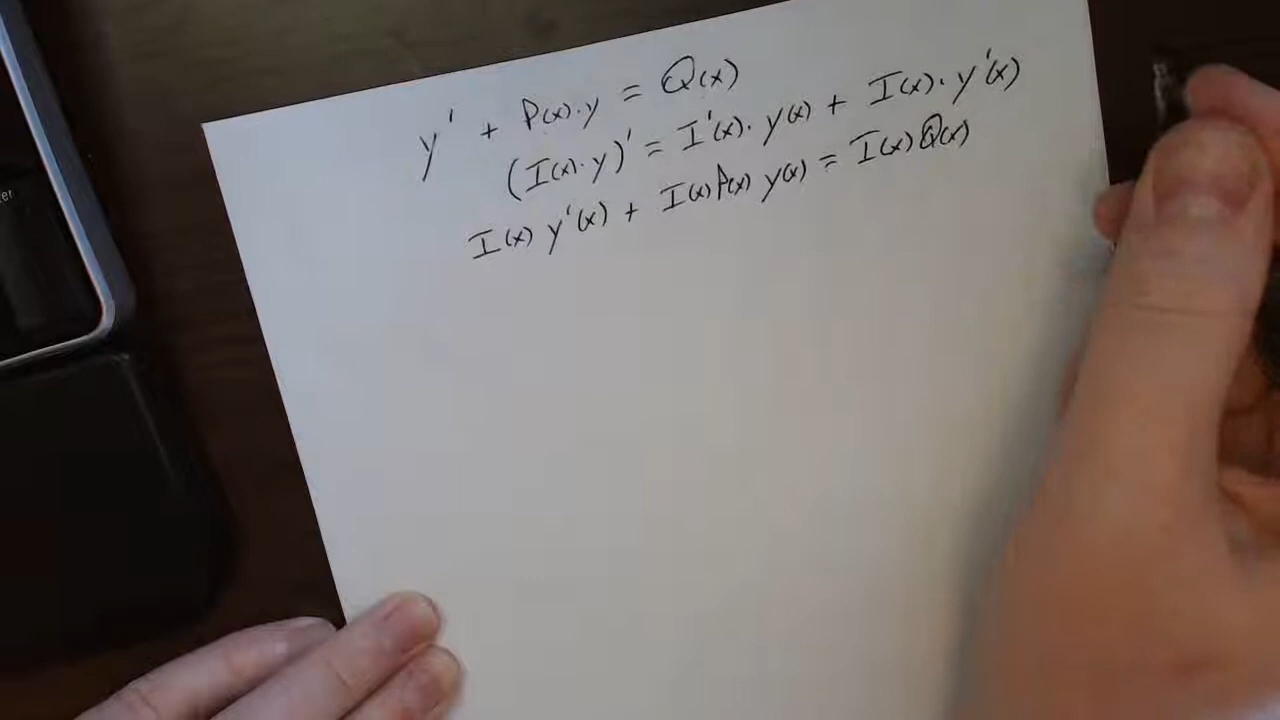 y' + P(x)·y = Q(x)
(I(x)·y)' = I'(x)·y(x) + I(x)·y'(x)
I(x) y'(x) + I(x)P(x) y(x) = I(x)Q(x)